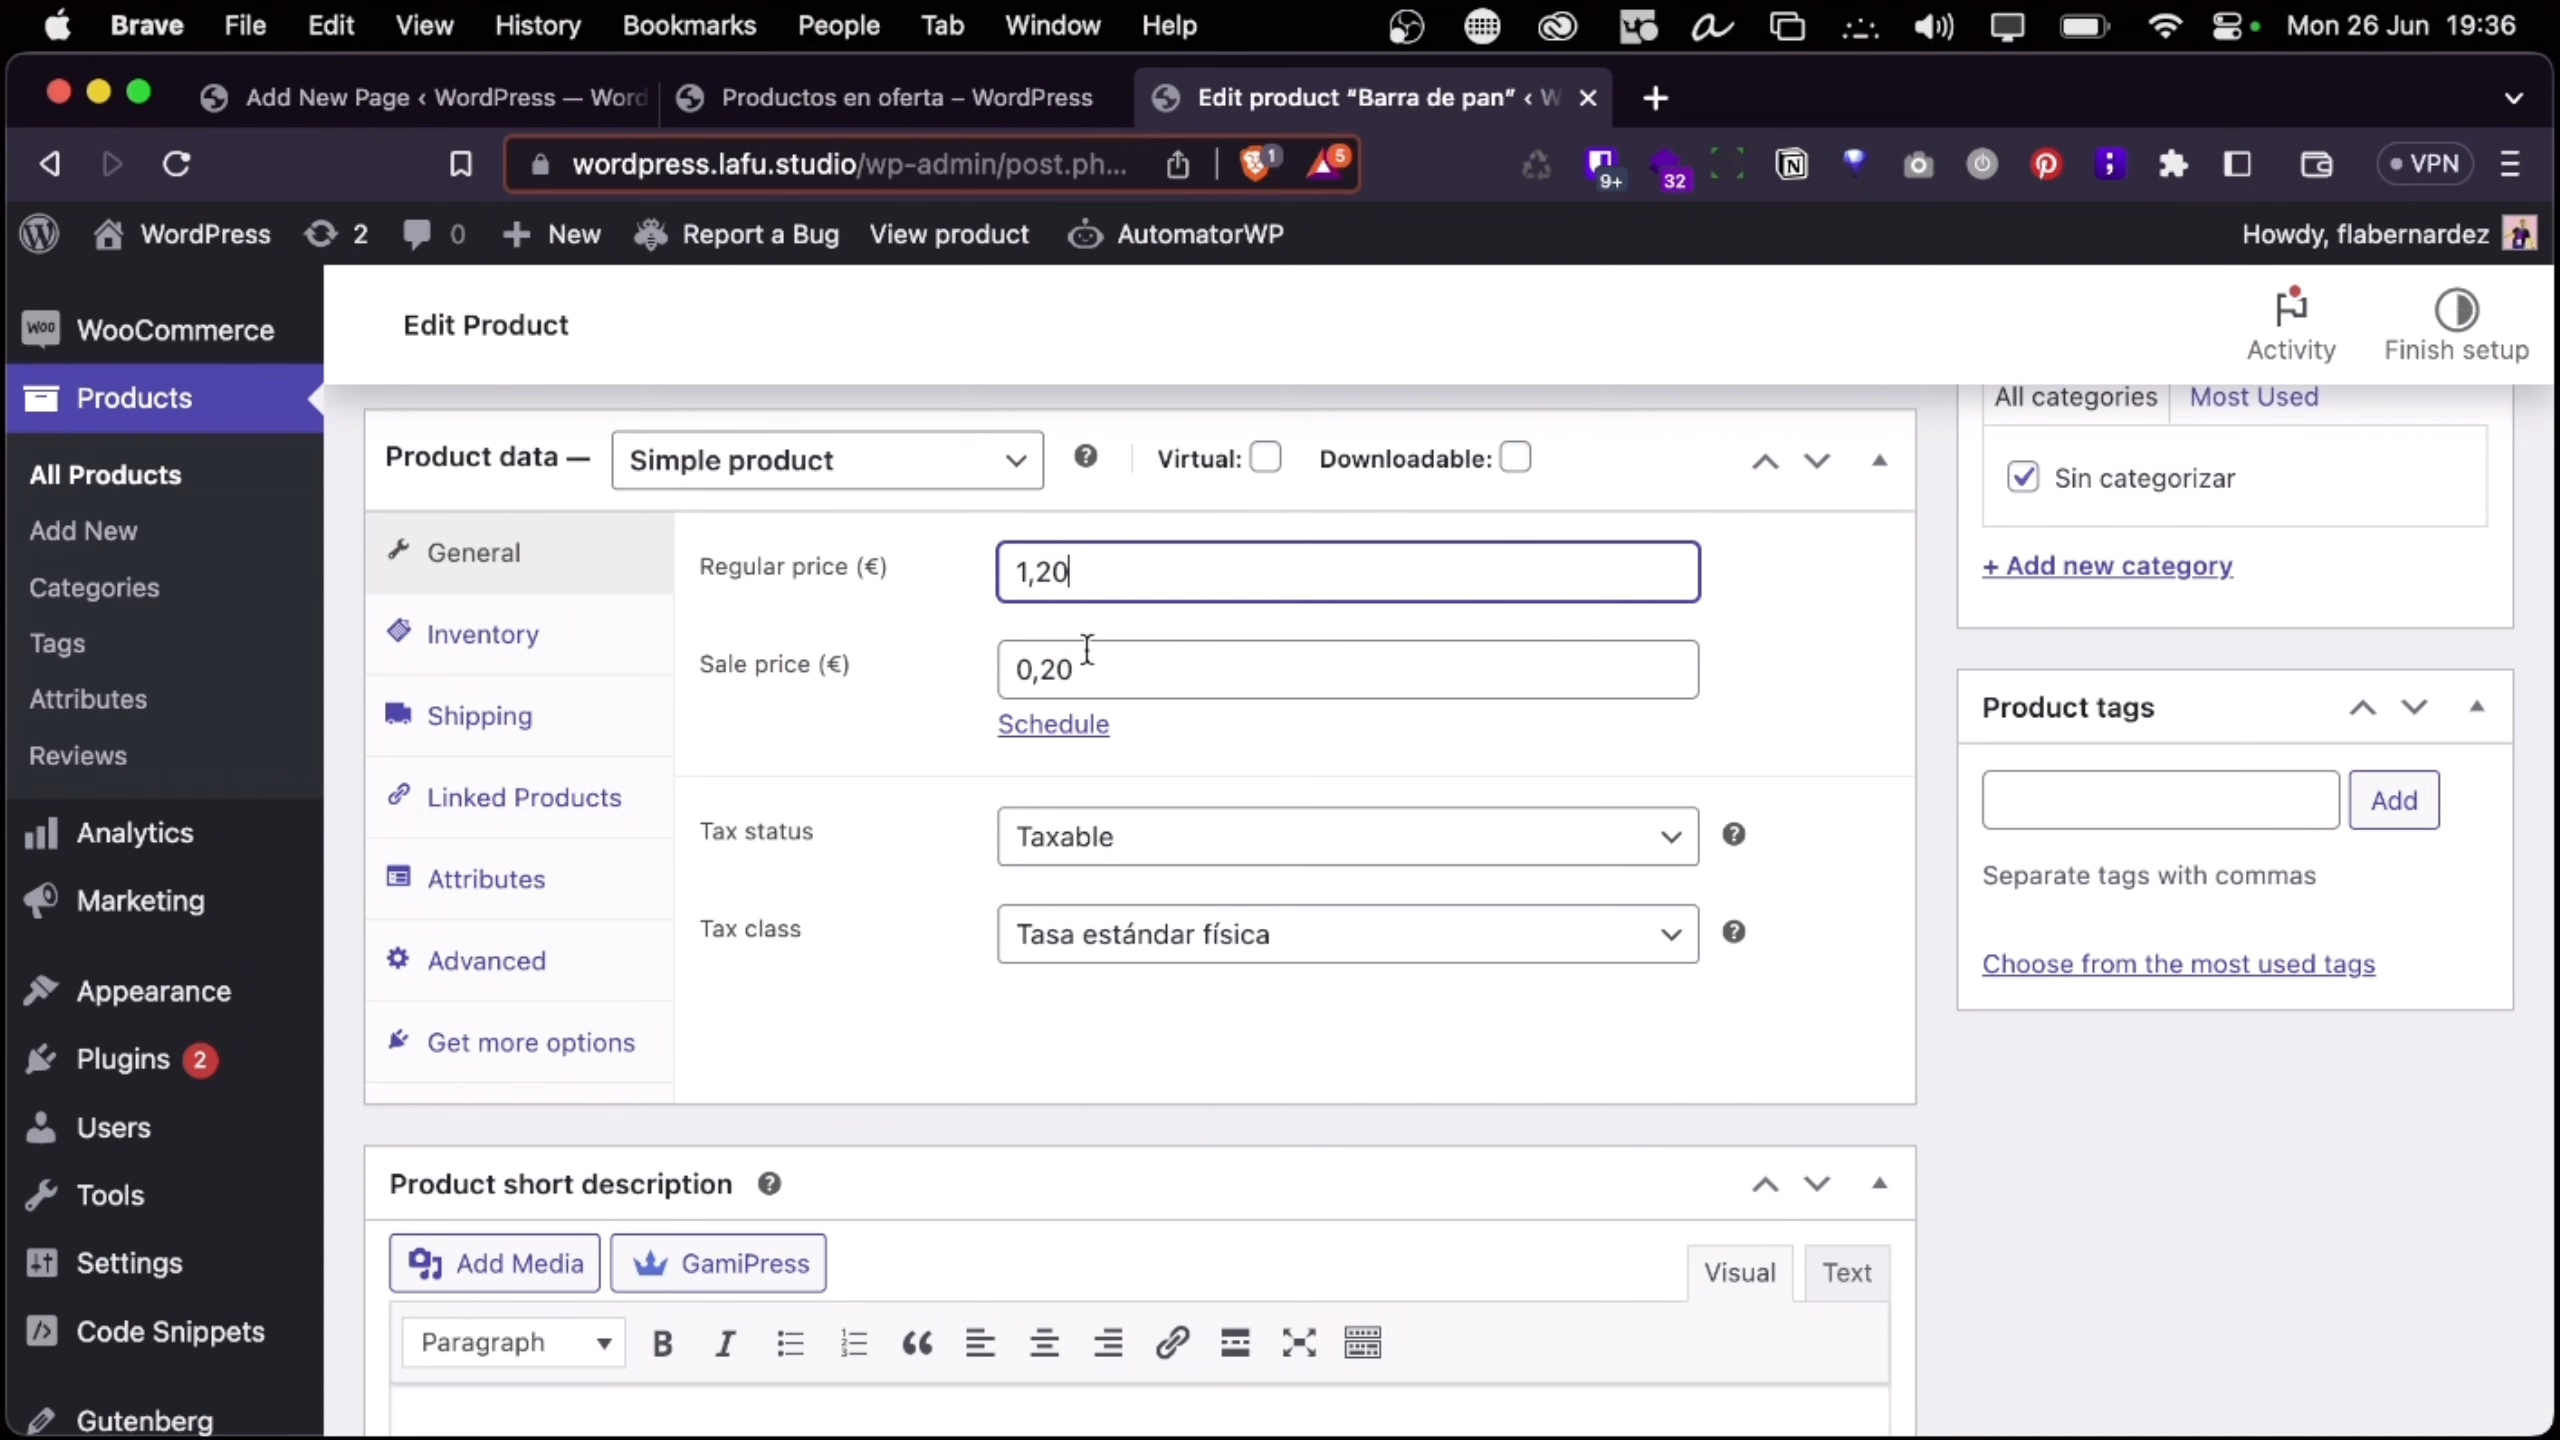 Brave File Edit View History Bookmarks People Tab Window Help Mon 26 Jun 19:36
Add New Page ‹ WordPress — Word Productos en oferta – WordPress Edit product “Barra de pan” ‹ W
wordpress.lafu.studio/wp-admin/post.ph... 1 5 9+ 32 VPN
WordPress 2 0 New Report a Bug View product AutomatorWP Howdy, flabernardez
WooCommerce
Products
All Products
Add New
Categories
Tags
Attributes
Reviews
Analytics
Marketing
Appearance
Plugins 2
Users
Tools
Settings
Code Snippets
Gutenberg
Edit Product
Activity
Finish setup
Product data — Simple product Virtual: Downloadable:
General
Inventory
Shipping
Linked Products
Attributes
Advanced
Get more options
Regular price (€) 1,20
Sale price (€) 0,20
Schedule
Tax status Taxable
Tax class Tasa estándar física
Product short description
Add Media GamiPress
Visual Text
Paragraph
All categories Most Used
Sin categorizar
+ Add new category
Product tags
Add
Separate tags with commas
Choose from the most used tags